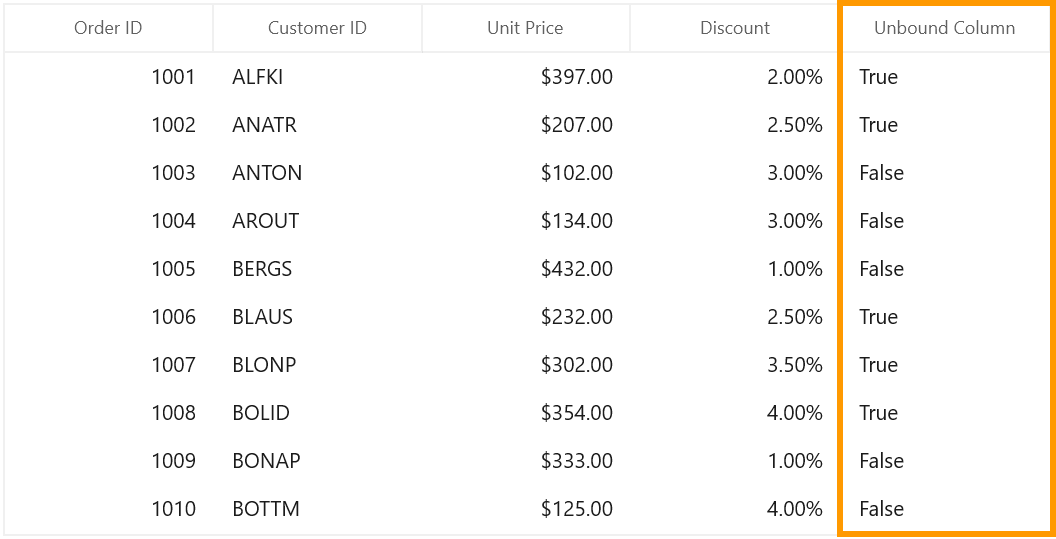 Order ID Customer ID Unit Price Discount Unbound Column
1001 ALFKI $397.00 2.00% True
1002 ANATR $207.00 2.50% True
1003 ANTON $102.00 3.00% False
1004 AROUT $134.00 3.00% False
1005 BERGS $432.00 1.00% False
1006 BLAUS $232.00 2.50% True
1007 BLONP $302.00 3.50% True
1008 BOLID $354.00 4.00% True
1009 BONAP $333.00 1.00% False
1010 BOTTM $125.00 4.00% False